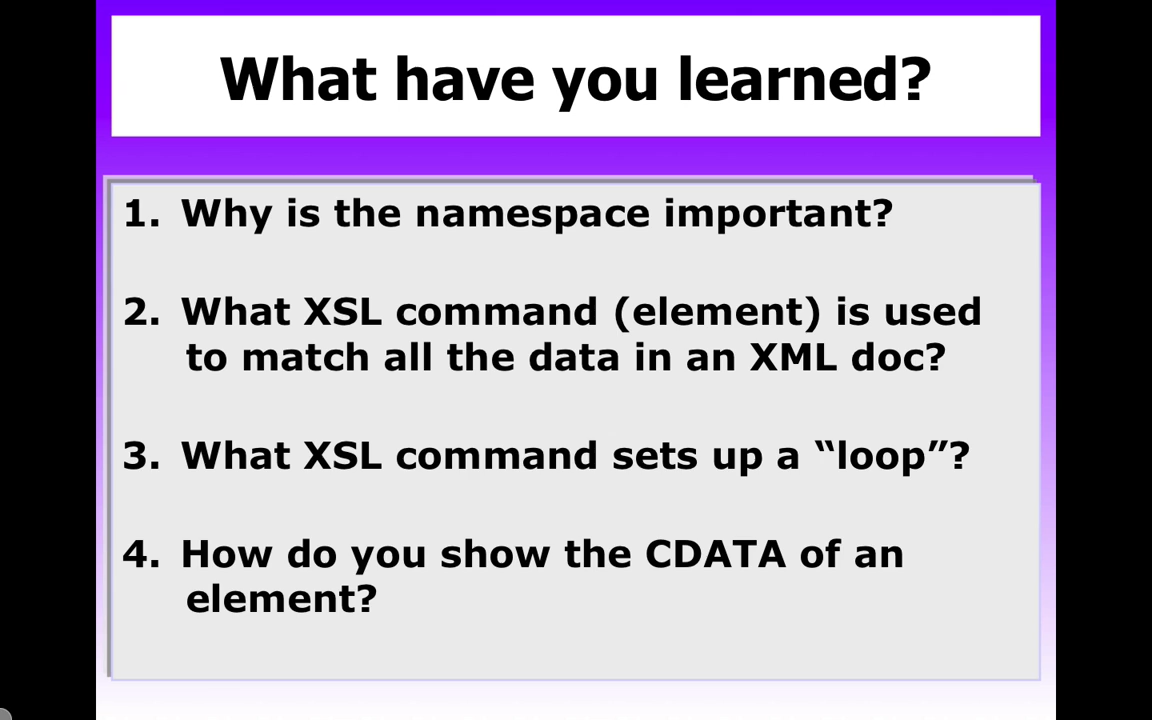 What have you learned?
1. Why is the namespace important?
2. What XSL command (element) is used
to match all the data in an XML doc?
3. What XSL command sets up a “loop”?
4. How do you show the CDATA of an
element?